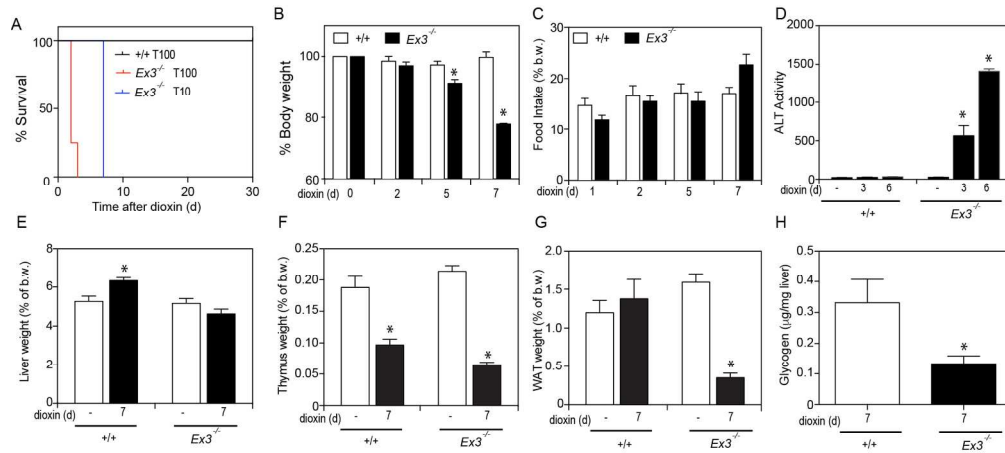 A
% Survval
100
50
0
+/+ T100
Ex3-/- T100
Ex3-/- T10
0 10 20 30
Time after dioxin (d)
B
+/+ Ex3-/-
% Body weight
100
80
60
* *
dioxin (d) 0 2 5 7
C
+/+ Ex3-/-
Food Intake (% b.w.)
40
30
20
10
0
dioxin (d) 1 2 5 7
D
ALT Activity
2000
1500
1000
500
0
* *
dioxin (d) - 3 6 - 3 6
+/+ Ex3-/-
E
Liver weight (% of b.w.)
8
6
4
2
0
*
dioxin (d) - 7 - 7
+/+ Ex3-/-
F
Thymus weight (% of b.w.)
0.25
0.20
0.15
0.10
0.05
0.00
* *
dioxin (d) - 7 - 7
+/+ Ex3-/-
G
WAT weight (% of b.w.)
2.0
1.5
1.0
0.5
0.0
*
dioxin (d) - 7 - 7
+/+ Ex3-/-
H
Glycogen (µg/mg liver)
0.5
0.4
0.3
0.2
0.1
0.0
*
dioxin (d) 7 7
+/+ Ex3-/-